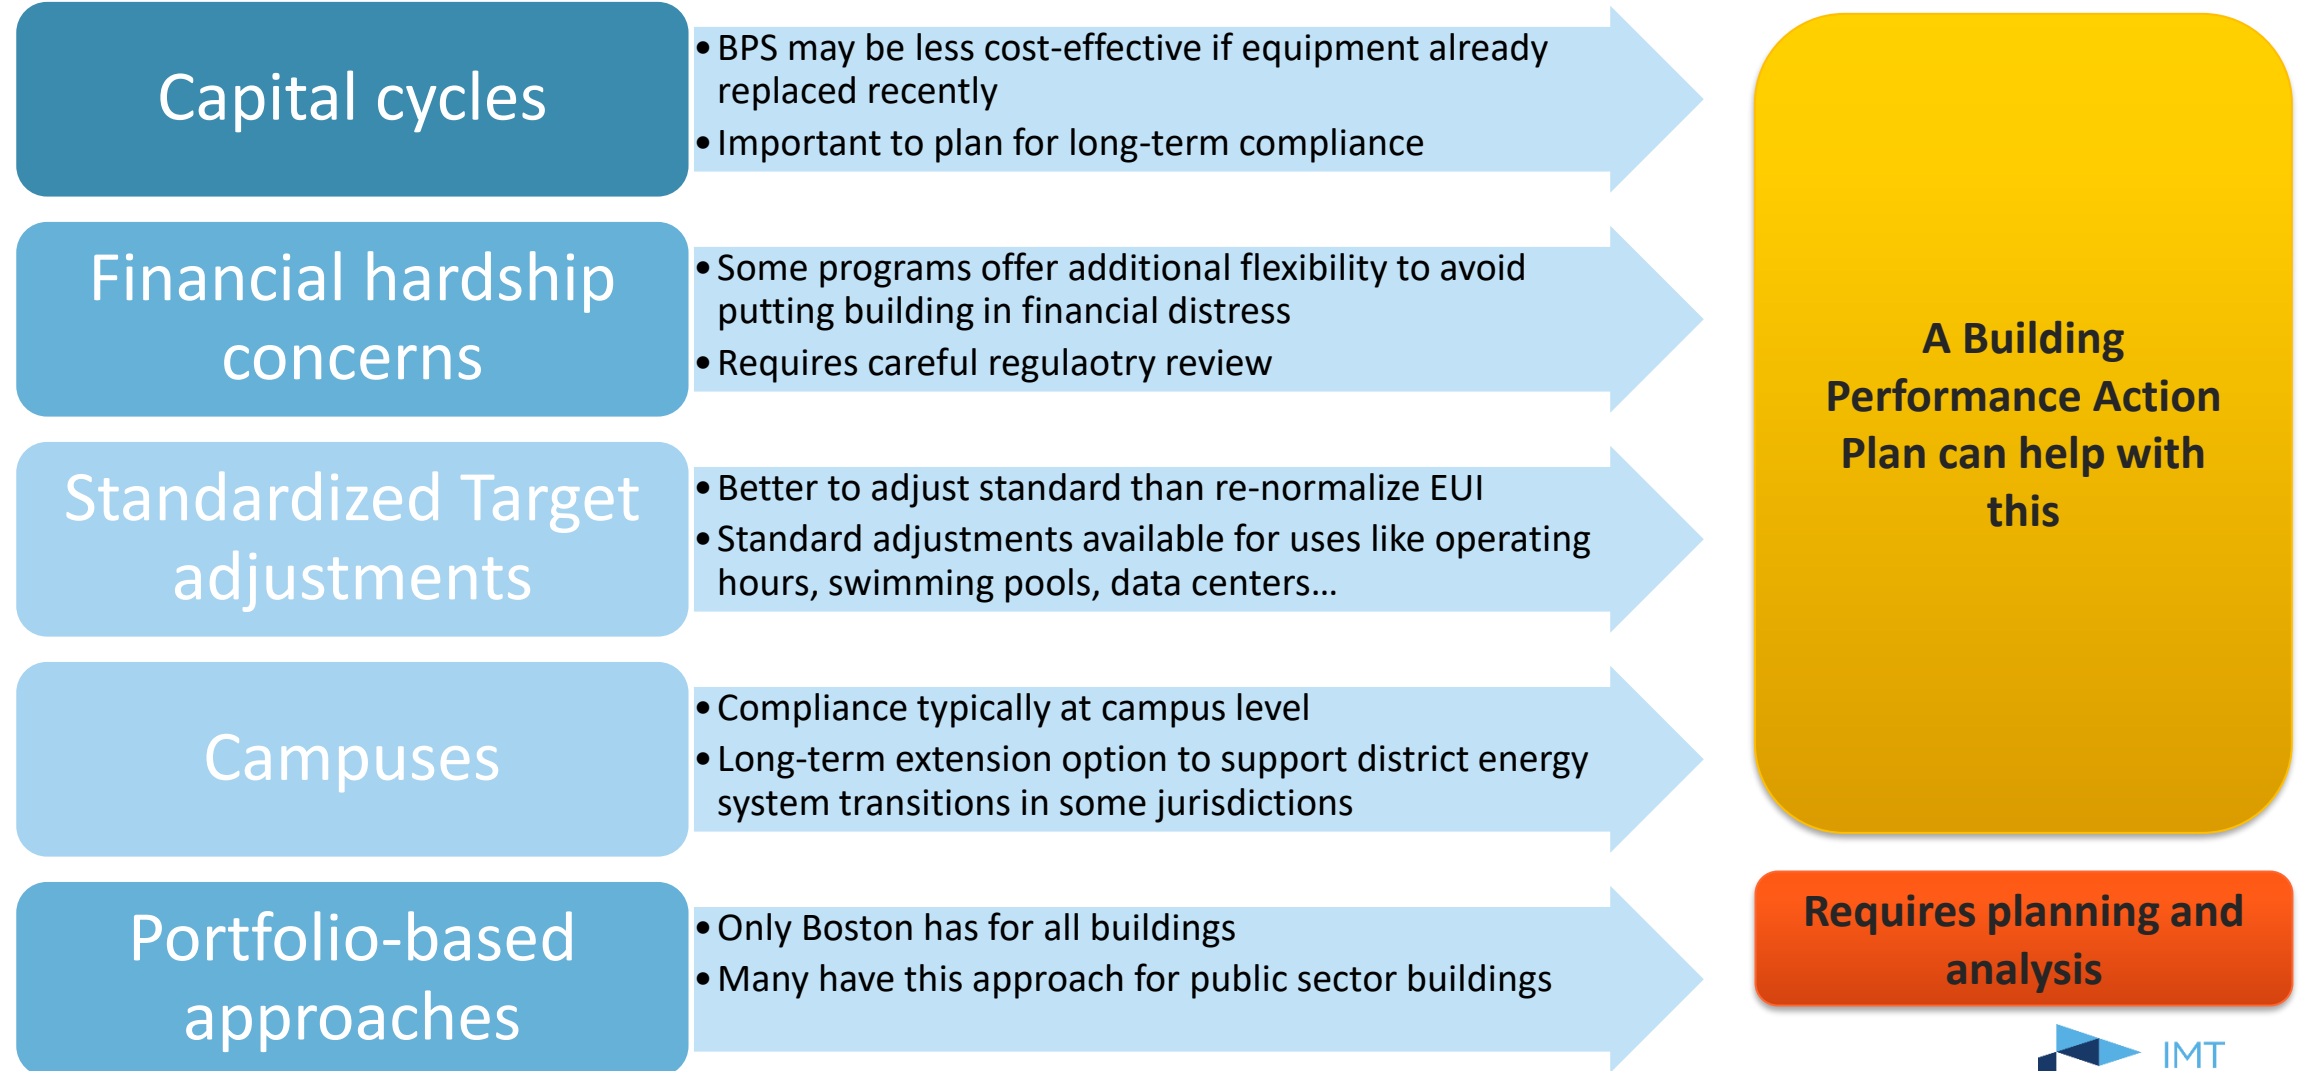 Capital cycles
• BPS may be less cost-effective if equipment already
replaced recently
• Important to plan for long-term compliance
Financial hardship
concerns
• Some programs offer additional flexibility to avoid
putting building in financial distress
• Requires careful regulaotry review
Standardized Target
adjustments
• Better to adjust standard than re-normalize EUI
• Standard adjustments available for uses like operating
hours, swimming pools, data centers...
Campuses
• Compliance typically at campus level
• Long-term extension option to support district energy
system transitions in some jurisdictions
Portfolio-based
approaches
• Only Boston has for all buildings
• Many have this approach for public sector buildings
A Building
Performance Action
Plan can help with
this
Requires planning and
analysis
IMT